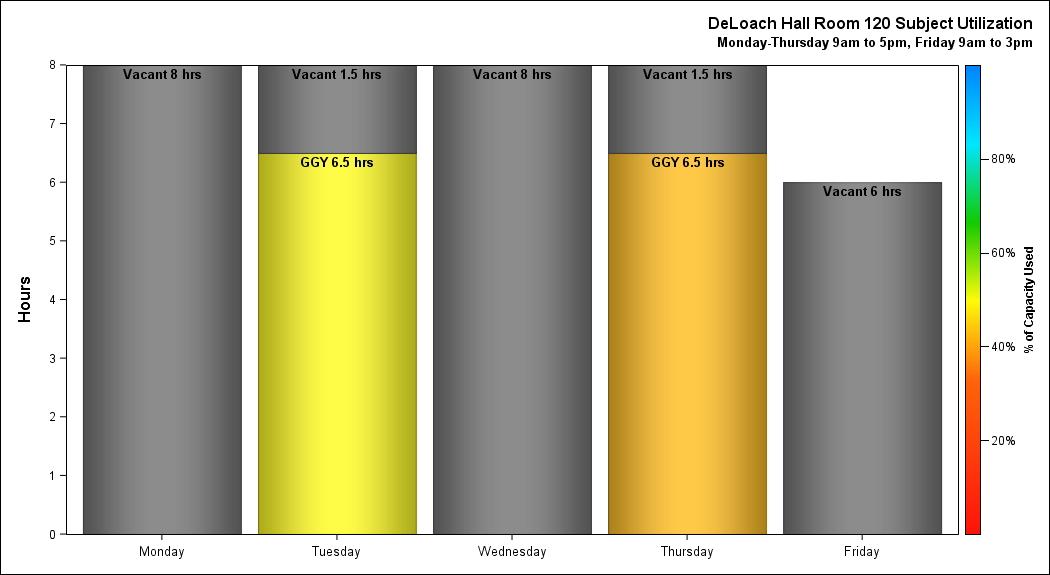 DeLoach Hall Room 120 Subject Utilization
Monday-Thursday 9am to 5pm, Friday 9am to 3pm
8
7
6
5
4
3
2
1
0
Hours
Vacant 8 hrs
Vacant 1.5 hrs
Vacant 8 hrs
Vacant 1.5 hrs
GGY 6.5 hrs
GGY 6.5 hrs
Vacant 6 hrs
Monday
Tuesday
Wednesday
Thursday
Friday
80%
60%
40%
20%
% of Capacity Used